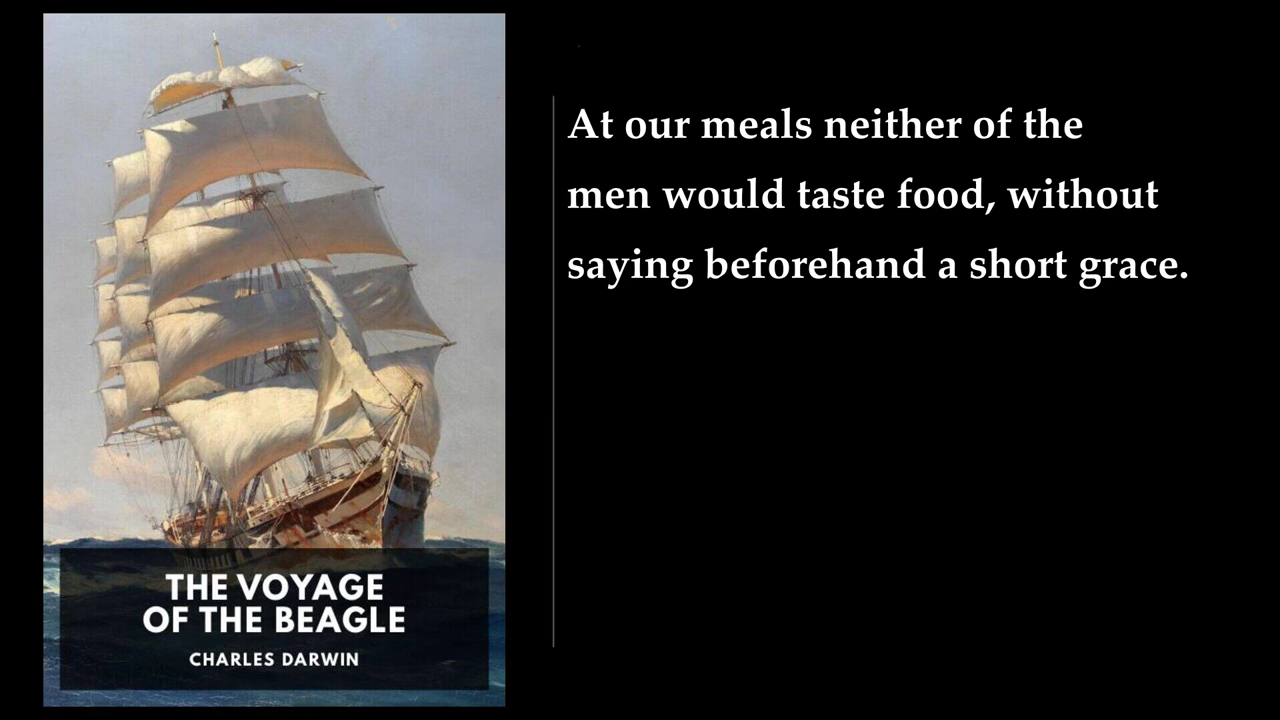 At our meals neither of the
men would taste food, without
saying beforehand a short grace.
THE VOYAGE
OF THE BEAGLE
CHARLES DARWIN